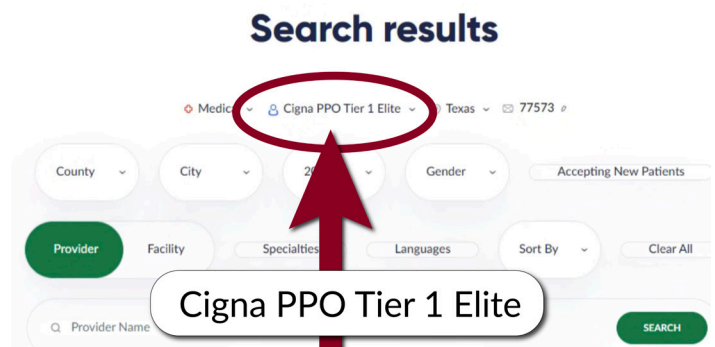 Search results
Medical Cigna PPO Tier 1 Elite Texas 77573
County City Gender Accepting New Patients
Provider Facility Specialties Languages Sort By Clear All
Cigna PPO Tier 1 Elite
Provider Name SEARCH